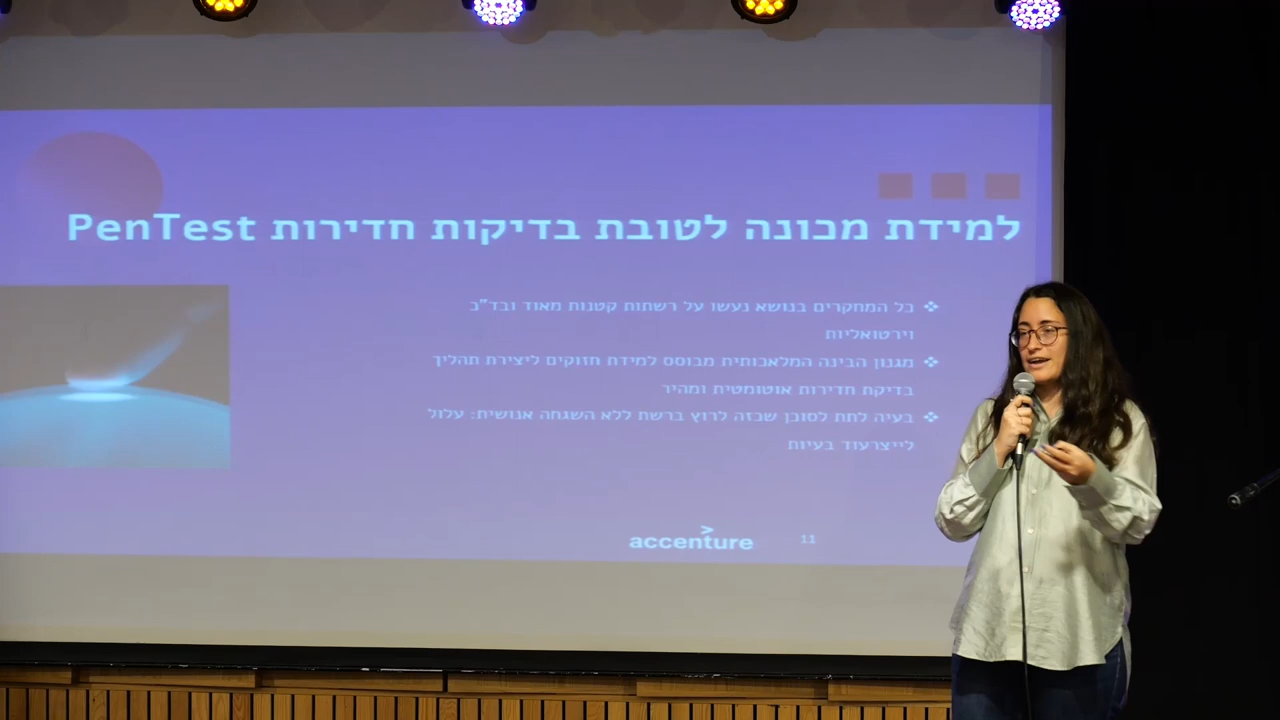 למידת מכונה לטובת בדיקות חדירות PenTest
❖ כל המחקרים בנושא נעשו על רשתות קטנות מאוד ובד"כ
וירטואליות
❖ מגנון הבינה המלאכותית מבוסס למידת חזוקים ליצירת תהליך
בדיקת חדירות אוטומטית ומהיר
❖ בעיה לתת לסוכן שכזה לרוץ ברשת ללא השגחה אנושית: עלול
לייצרעוד בעיות
accenture
11